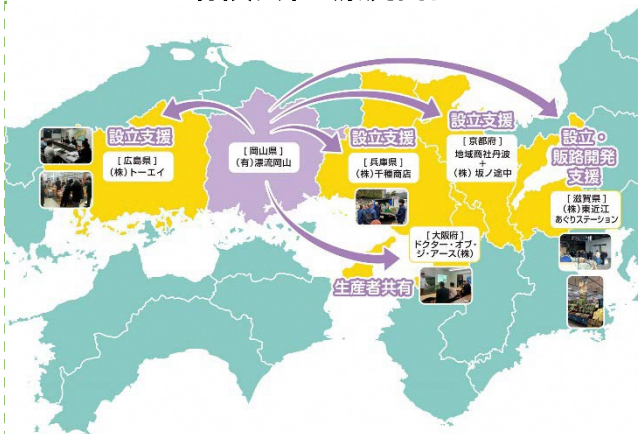 設立支援
[広島県]
(株)トーエイ
[岡山県]
(有)漂流岡山
設立支援
[兵庫県]
(株)千種商店
設立支援
[京都府]
地域商社丹波
+
(株)坂ノ途中
設立・
販路開発
支援
[滋賀県]
(株)東近江
あぐりステーション
[大阪府]
ドクター・オブ・
ジ・アース(株)
生産者共有